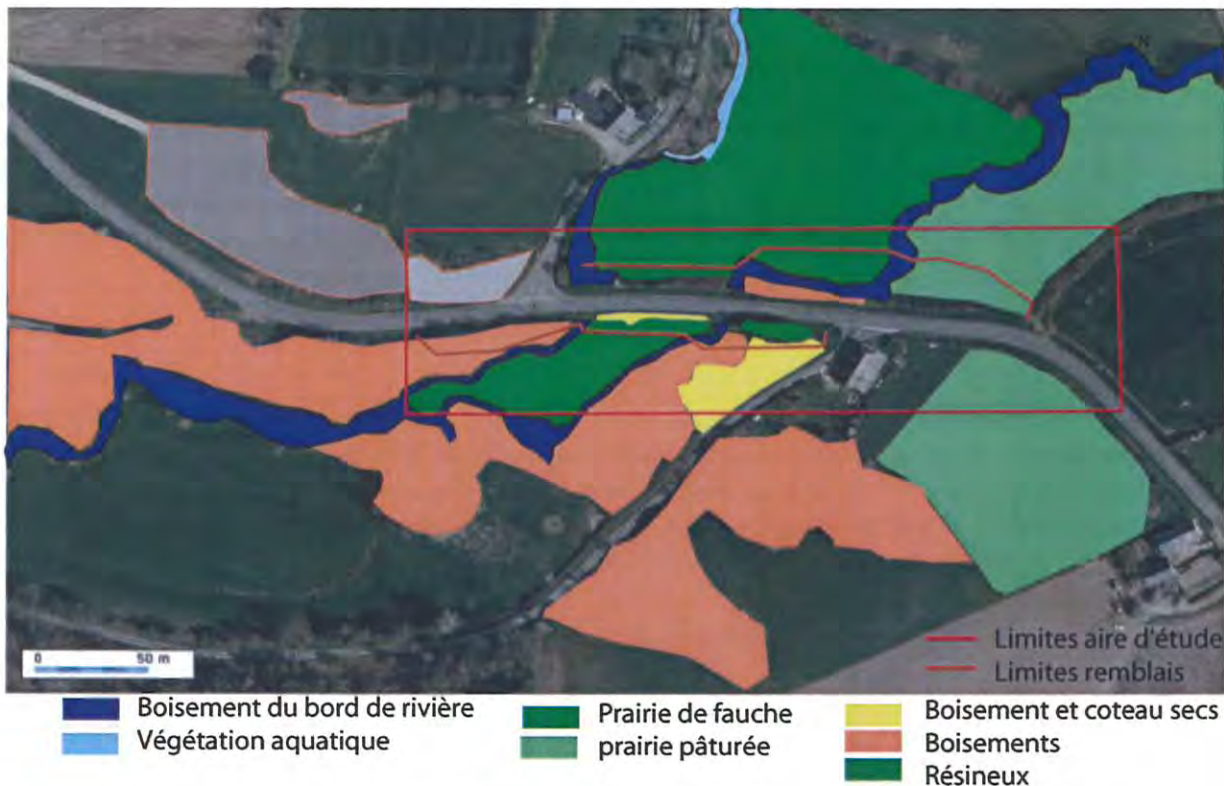 N
0 50 m
Limites aire d'étude
Limites remblais
Boisement du bord de rivière
Végétation aquatique
Prairie de fauche
prairie pâturée
Boisement et coteau secs
Boisements
Résineux